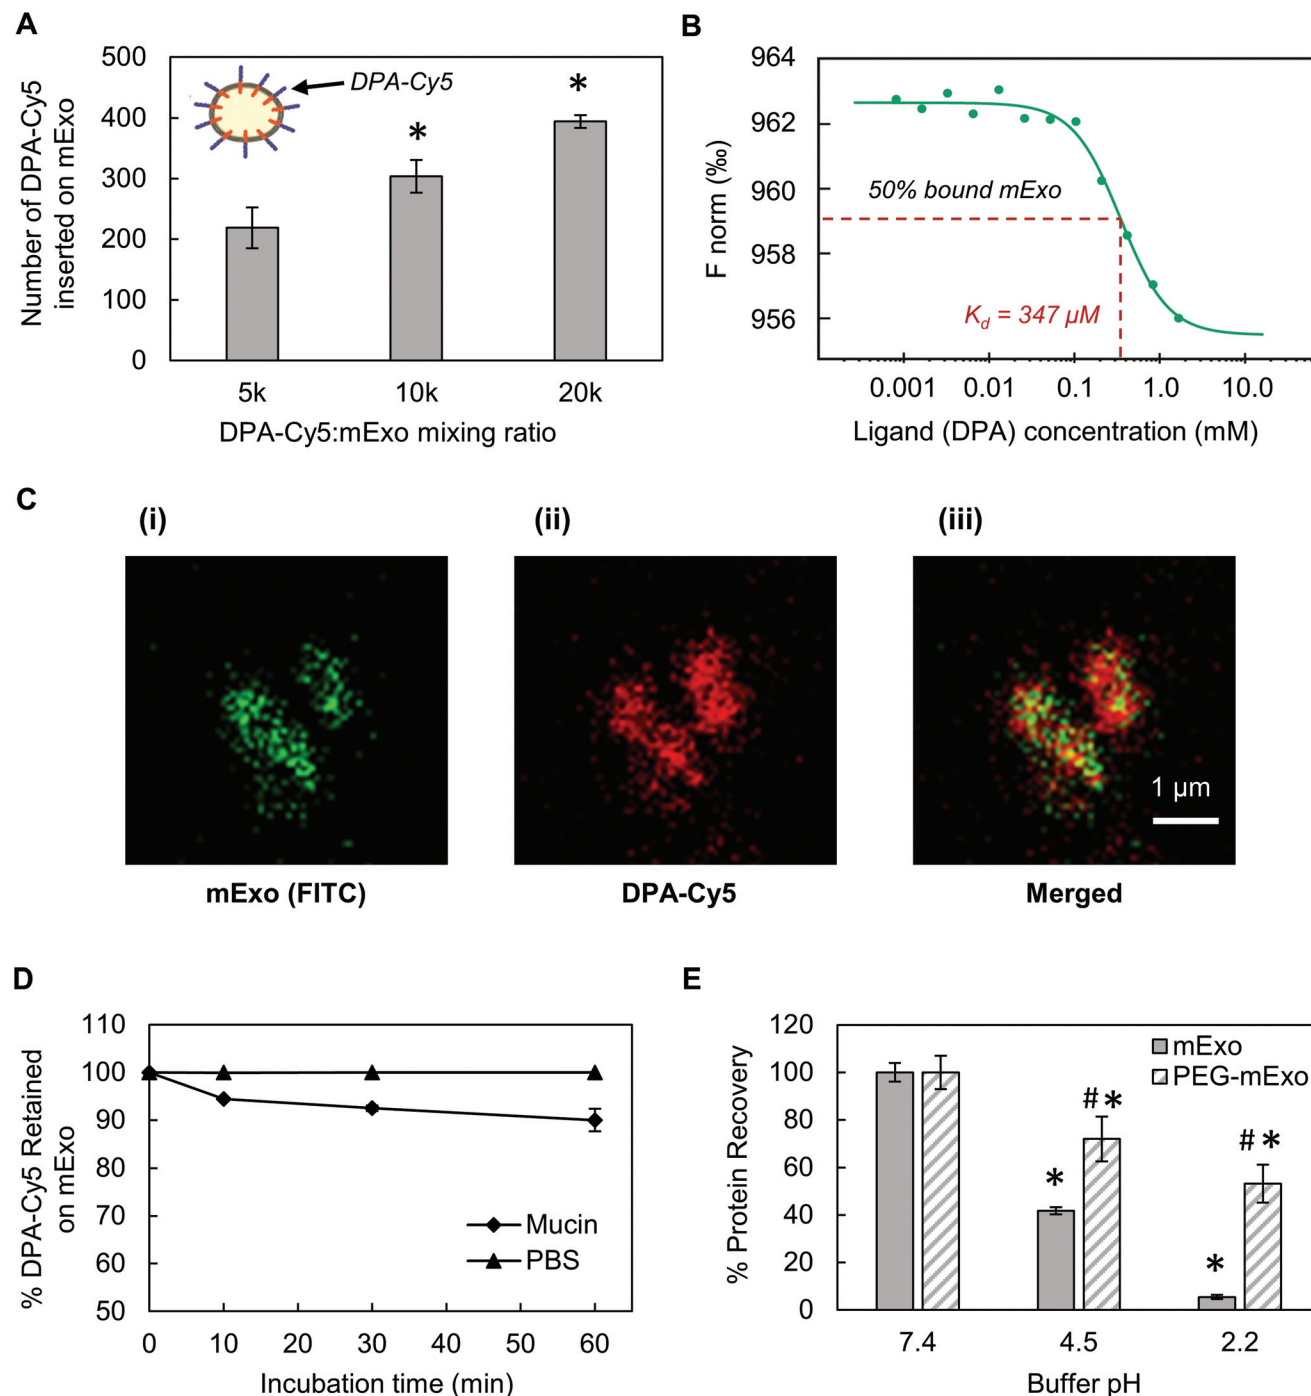 A
Number of DPA-Cy5
inserted on mExo
500
400
300
200
100
0
DPA-Cy5
*
*
5k
10k
20k
DPA-Cy5:mExo mixing ratio
B
F norm (‰)
964
962
960
958
956
50% bound mExo
Kd = 347 µM
0.001
0.01
0.1
1.0
10.0
Ligand (DPA) concentration (mM)
C
(i)
(ii)
(iii)
1 µm
mExo (FITC)
DPA-Cy5
Merged
D
% DPA-Cy5 Retained
on mExo
110
100
90
80
70
60
50
Mucin
PBS
0
10
20
30
40
50
60
Incubation time (min)
E
% Protein Recovery
120
100
80
60
40
20
0
mExo
PEG-mExo
*
#*
*
#*
7.4
4.5
2.2
Buffer pH